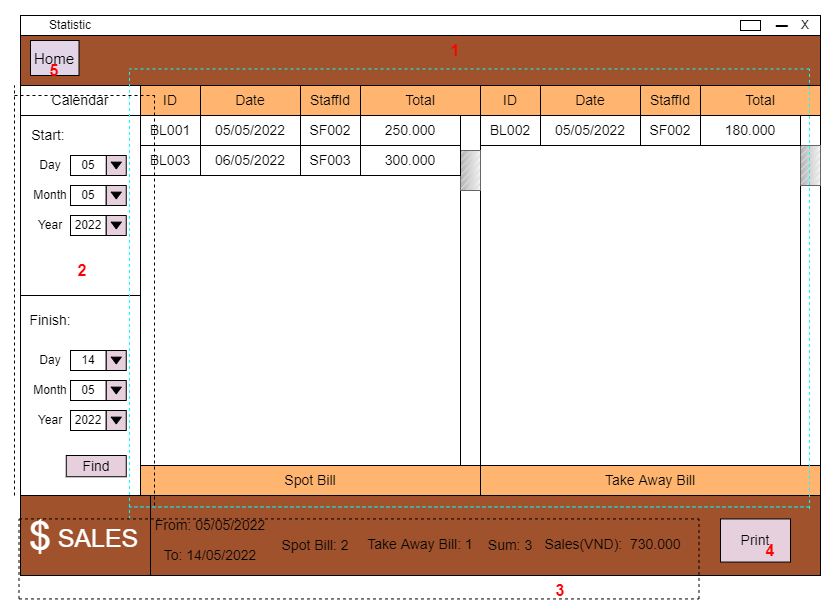 Statistic X
1
Home
5
Calendar ID Date StaffId Total ID Date StaffId Total
Start: BL001 05/05/2022 SF002 250.000 BL002 05/05/2022 SF002 180.000
Day 05 BL003 06/05/2022 SF003 300.000
Month 05
Year 2022
2
Finish:
Day 14
Month 05
Year 2022
Find
Spot Bill Take Away Bill
$ SALES
From: 05/05/2022
To: 14/05/2022
Spot Bill: 2 Take Away Bill: 1 Sum: 3 Sales(VND): 730.000
Print
4
3